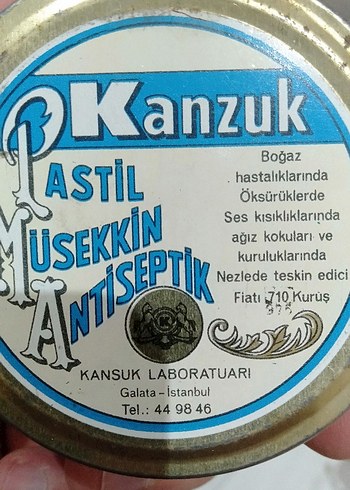 Kanzuk
PASTİL
MÜSEKKİN
ANTİSEPTİK
Boğaz
hastalıklarında
Öksürüklerde
Ses kısıklıklarında
ağız kokuları ve
kuruluklarında
Nezlede teskin edici
Fiatı 710 Kuruş
KANSUK LABORATUARI
Galata – İstanbul
Tel.: 44 98 46